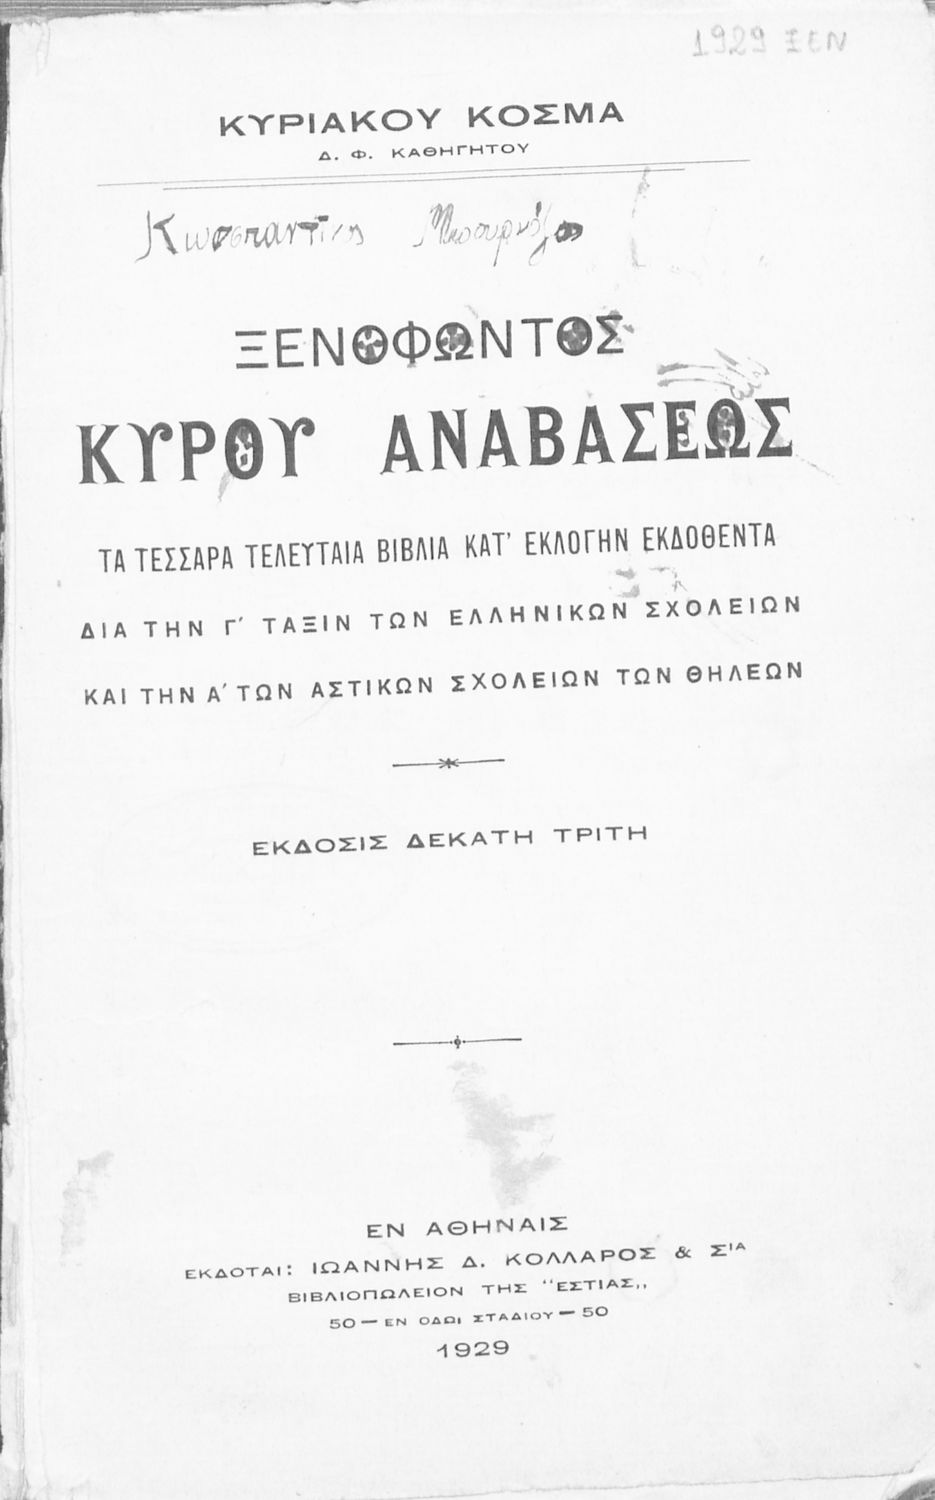 1929 ΞΕΝ
ΚΥΡΙΑΚΟΥ ΚΟΣΜΑ
Δ. Φ. ΚΑΘΗΓΗΤΟΥ
ΞΕΝΟΦΩΝΤΟΣ
ΚΥΡΟΥ ΑΝΑΒΑΣΕΩΣ
ΤΑ ΤΕΣΣΑΡΑ ΤΕΛΕΥΤΑΙΑ ΒΙΒΛΙΑ ΚΑΤ' ΕΚΛΟΓΗΝ ΕΚΔΟΘΕΝΤΑ
ΔΙΑ ΤΗΝ Γ΄ ΤΑΞΙΝ ΤΩΝ ΕΛΛΗΝΙΚΩΝ ΣΧΟΛΕΙΩΝ
ΚΑΙ ΤΗΝ Α΄ ΤΩΝ ΑΣΤΙΚΩΝ ΣΧΟΛΕΙΩΝ ΤΩΝ ΘΗΛΕΩΝ
ΕΚΔΟΣΙΣ ΔΕΚΑΤΗ ΤΡΙΤΗ
ΕΝ ΑΘΗΝΑΙΣ
ΕΚΔΟΤΑΙ: ΙΩΑΝΝΗΣ Δ. ΚΟΛΛΑΡΟΣ & ΣΙΑ
ΒΙΒΛΙΟΠΩΛΕΙΟΝ ΤΗΣ “ΕΣΤΙΑΣ„
50 — ΕΝ ΟΔΩΙ ΣΤΑΔΙΟΥ — 50
1929